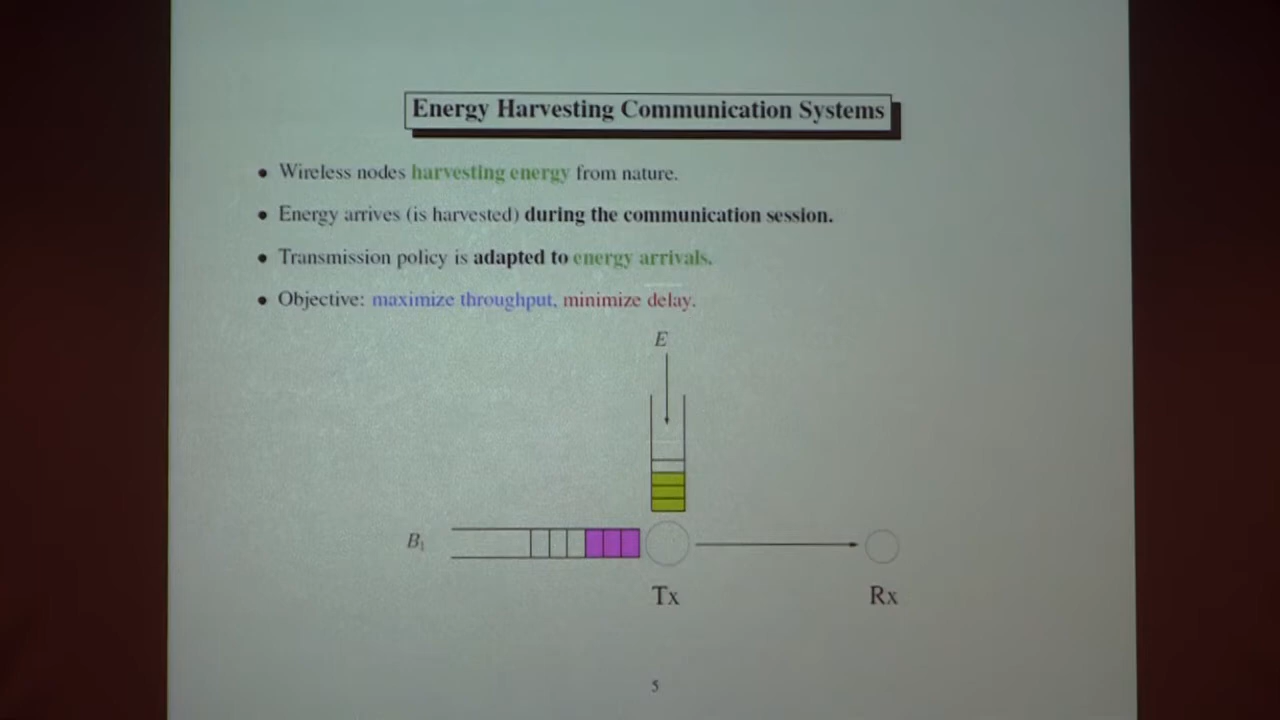 Energy Harvesting Communication Systems
• Wireless nodes harvesting energy from nature.
• Energy arrives (is harvested) during the communication session.
• Transmission policy is adapted to energy arrivals.
• Objective: maximize throughput, minimize delay.
E
B₁
Tx
Rx
5